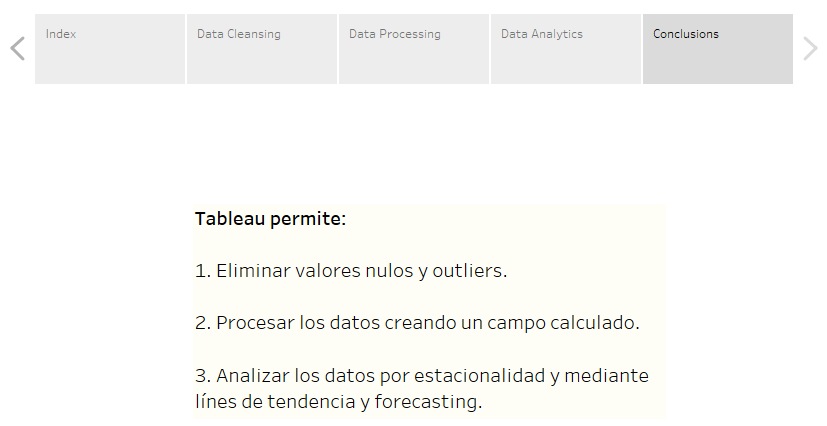 Index
Data Cleansing
Data Processing
Data Analytics
Conclusions
Tableau permite:
1. Eliminar valores nulos y outliers.
2. Procesar los datos creando un campo calculado.
3. Analizar los datos por estacionalidad y mediante
línes de tendencia y forecasting.